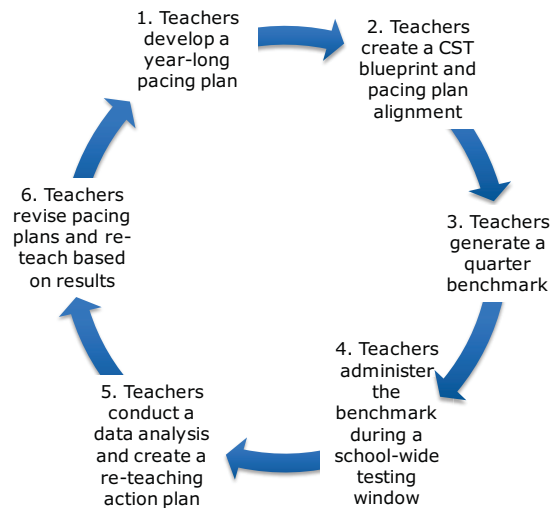 1. Teachers
develop a
year-long
pacing plan
2. Teachers
create a CST
blueprint and
pacing plan
alignment
3. Teachers
generate a
quarter
benchmark
4. Teachers
administer
the
benchmark
during a
school-wide
testing
window
5. Teachers
conduct a
data analysis
and create a
re-teaching
action plan
6. Teachers
revise pacing
plans and re-
teach based
on results